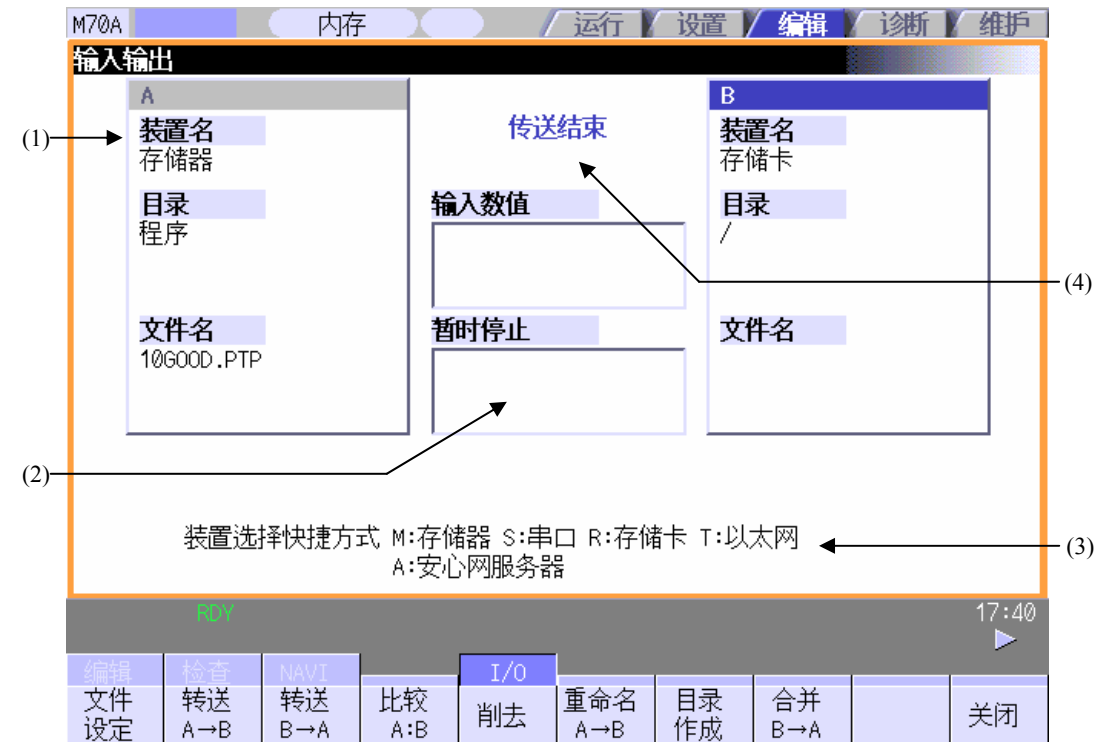 M70A 内存 运行 设置 编辑 诊断 维护
输入输出
A
(1)
装置名
存储器
目录
程序
文件名
10GOOD.PTP
传送结束
输入数值
暂时停止
(2)
B
装置名
存储卡
目录
/
文件名
(4)
装置选择快捷方式 M:存储器 S:串口 R:存储卡 T:以太网
A:安心网服务器
(3)
RDY 17:40
编辑 检查 NAVI I/O
文件 转送 转送 比较 削去 重命名 目录 合并 关闭
设定 A→B B→A A:B A→B 作成 B→A